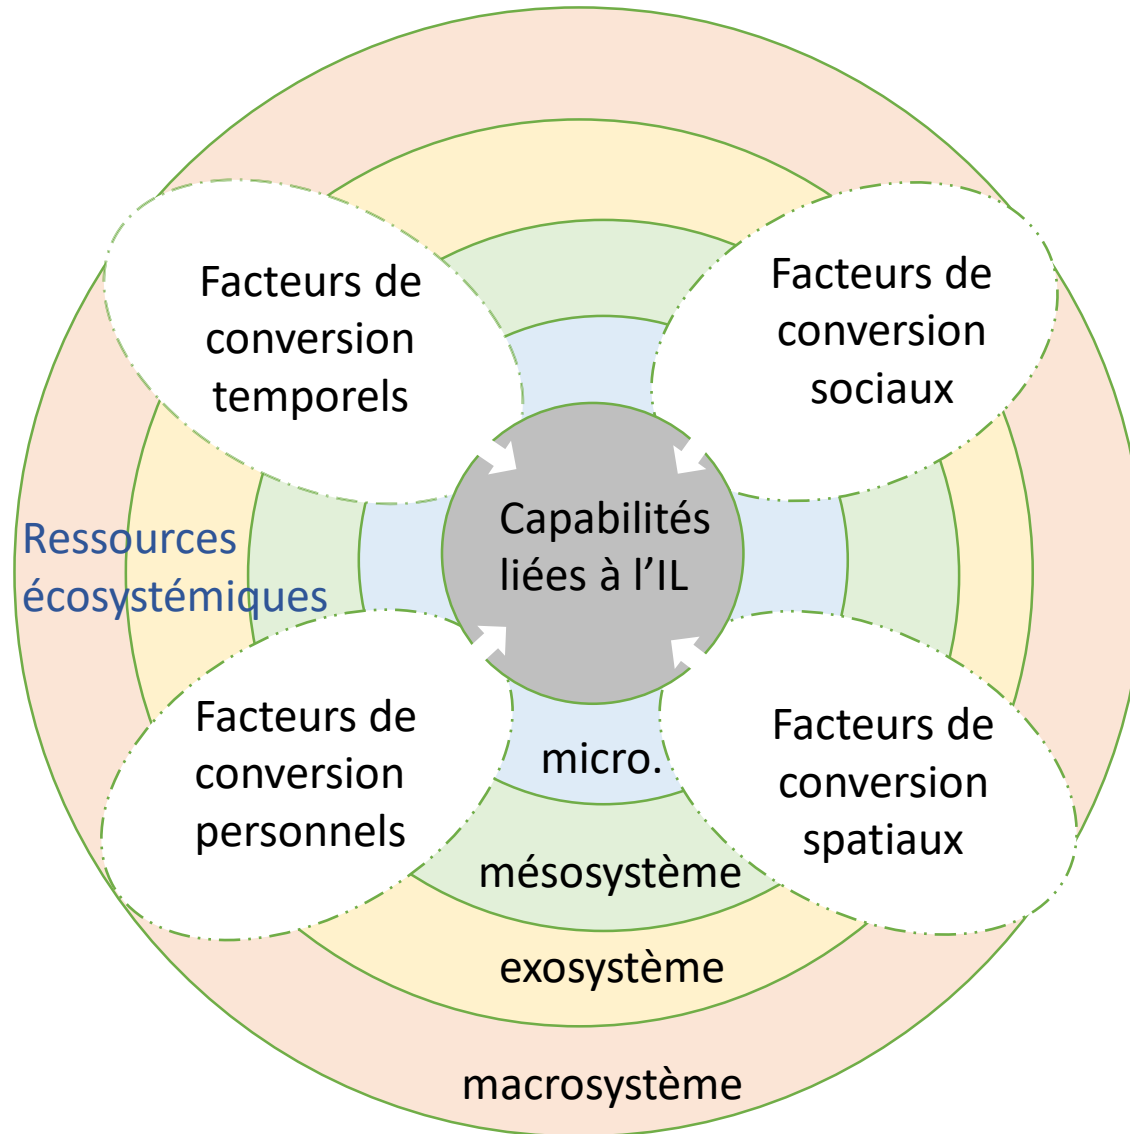 Facteurs de
conversion
temporels
Facteurs de
conversion
sociaux
Capabilités
liées à l’IL
Ressources
écosystémiques
Facteurs de
conversion
personnels
Facteurs de
conversion
spatiaux
micro.
mésosystème
exosystème
macrosystème